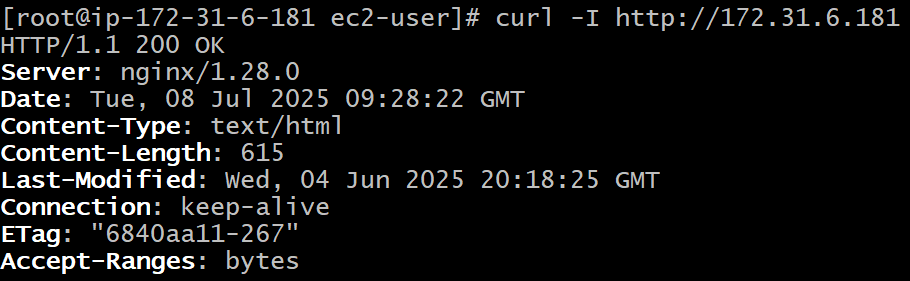 [root@ip-172-31-6-181 ec2-user]# curl -I http://172.31.6.181
HTTP/1.1 200 OK
Server: nginx/1.28.0
Date: Tue, 08 Jul 2025 09:28:22 GMT
Content-Type: text/html
Content-Length: 615
Last-Modified: Wed, 04 Jun 2025 20:18:25 GMT
Connection: keep-alive
ETag: "6840aa11-267"
Accept-Ranges: bytes